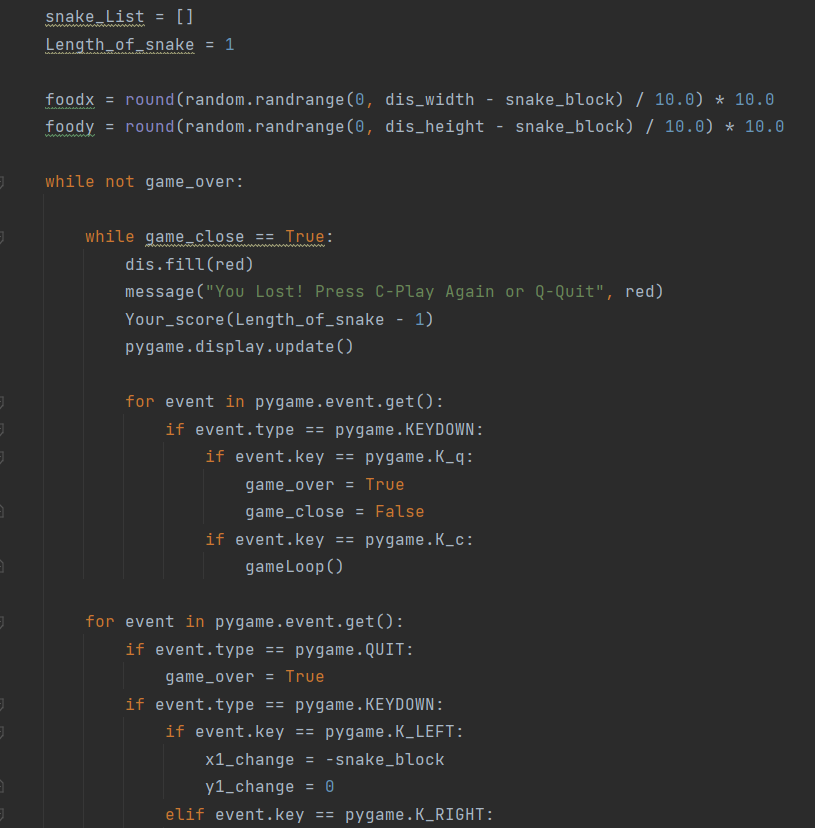 snake_List = []
Length_of_snake = 1
foodx = round(random.randrange(0, dis_width - snake_block) / 10.0) * 10.0
foody = round(random.randrange(0, dis_height - snake_block) / 10.0) * 10.0
while not game_over:
while game_close == True:
dis.fill(red)
message("You Lost! Press C-Play Again or Q-Quit", red)
Your_score(Length_of_snake - 1)
pygame.display.update()
for event in pygame.event.get():
if event.type == pygame.KEYDOWN:
if event.key == pygame.K_q:
game_over = True
game_close = False
if event.key == pygame.K_c:
gameLoop()
for event in pygame.event.get():
if event.type == pygame.QUIT:
game_over = True
if event.type == pygame.KEYDOWN:
if event.key == pygame.K_LEFT:
x1_change = -snake_block
y1_change = 0
elif event.key == pygame.K_RIGHT: